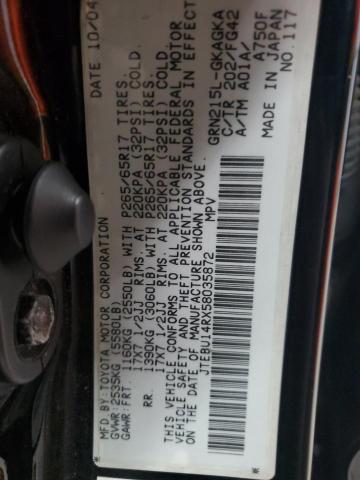 MFD.BY:TOYOTA MOTOR CORPORATION DATE 10/04
GVWR:2535KG(5580LB)
GAWR:FRT. 1160KG(2550LB) WITH P265/65R17 TIRES.
17X7 1/2JJ RIMS. AT 220KPA (32PSI) COLD.
RR. 1390KG(3060LB) WITH P265/65R17 TIRES.
17X7 1/2JJ RIMS. AT 220KPA (32PSI) COLD.
THIS VEHICLE CONFORMS TO ALL APPLICABLE FEDERAL MOTOR
VEHICLE SAFETY AND THEFT PREVENTION STANDARDS IN EFFECT
ON THE DATE OF MANUFACTURE SHOWN ABOVE.
JTEBU14RX58035872 MPV
GRN215L-GKAGKA
C/TR 202/FG42
A/TM A01A/ A750F
MADE IN JAPAN
NO.117